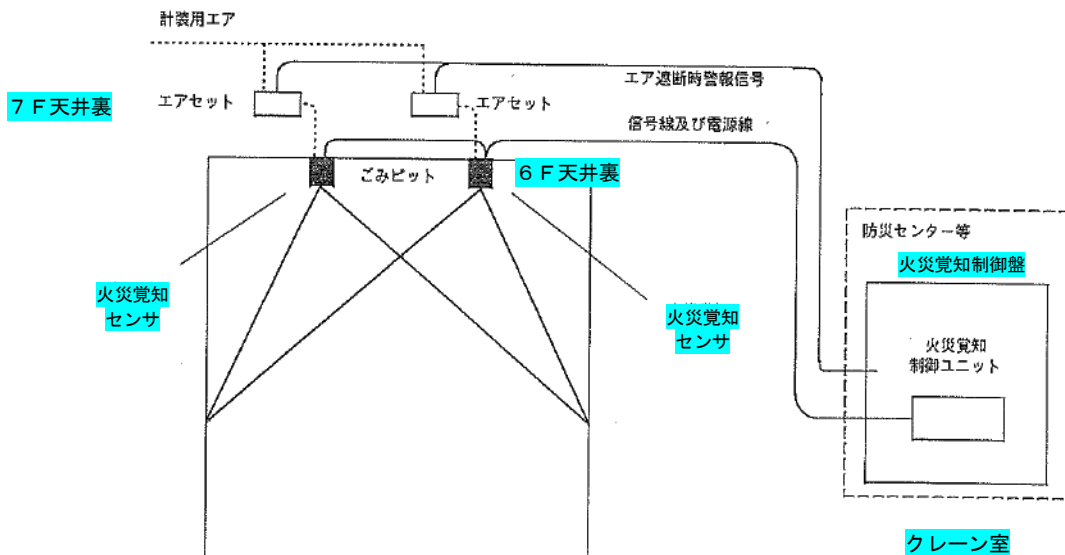 計装用エア
エア遮断時警報信号
７Ｆ天井裏
エアセット
エアセット
信号線及び電源線
ごみピット
６Ｆ天井裏
防災センター等
火災覚知制御盤
火災覚知
センサ
火災覚知
センサ
火災覚知
制御ユニット
クレーン室